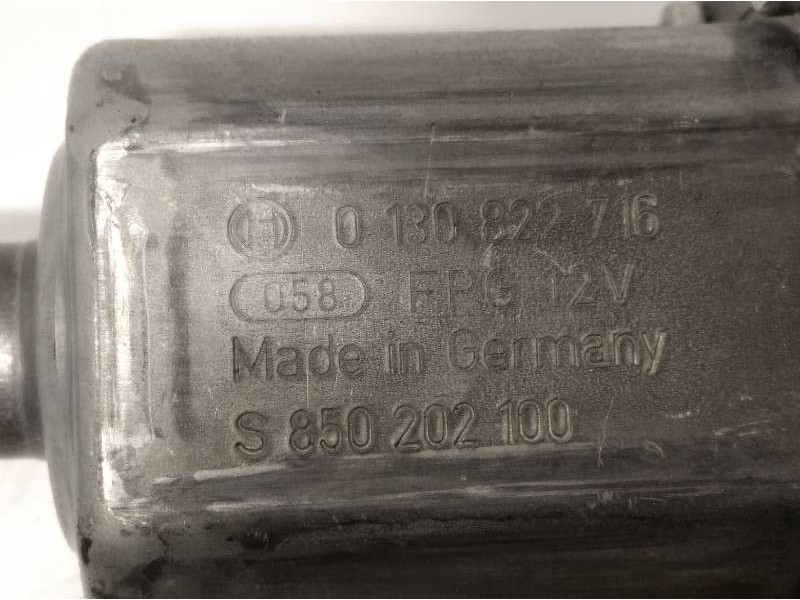 0 130 822 716
058 FPG 12V
Made in Germany
S 850 202 100